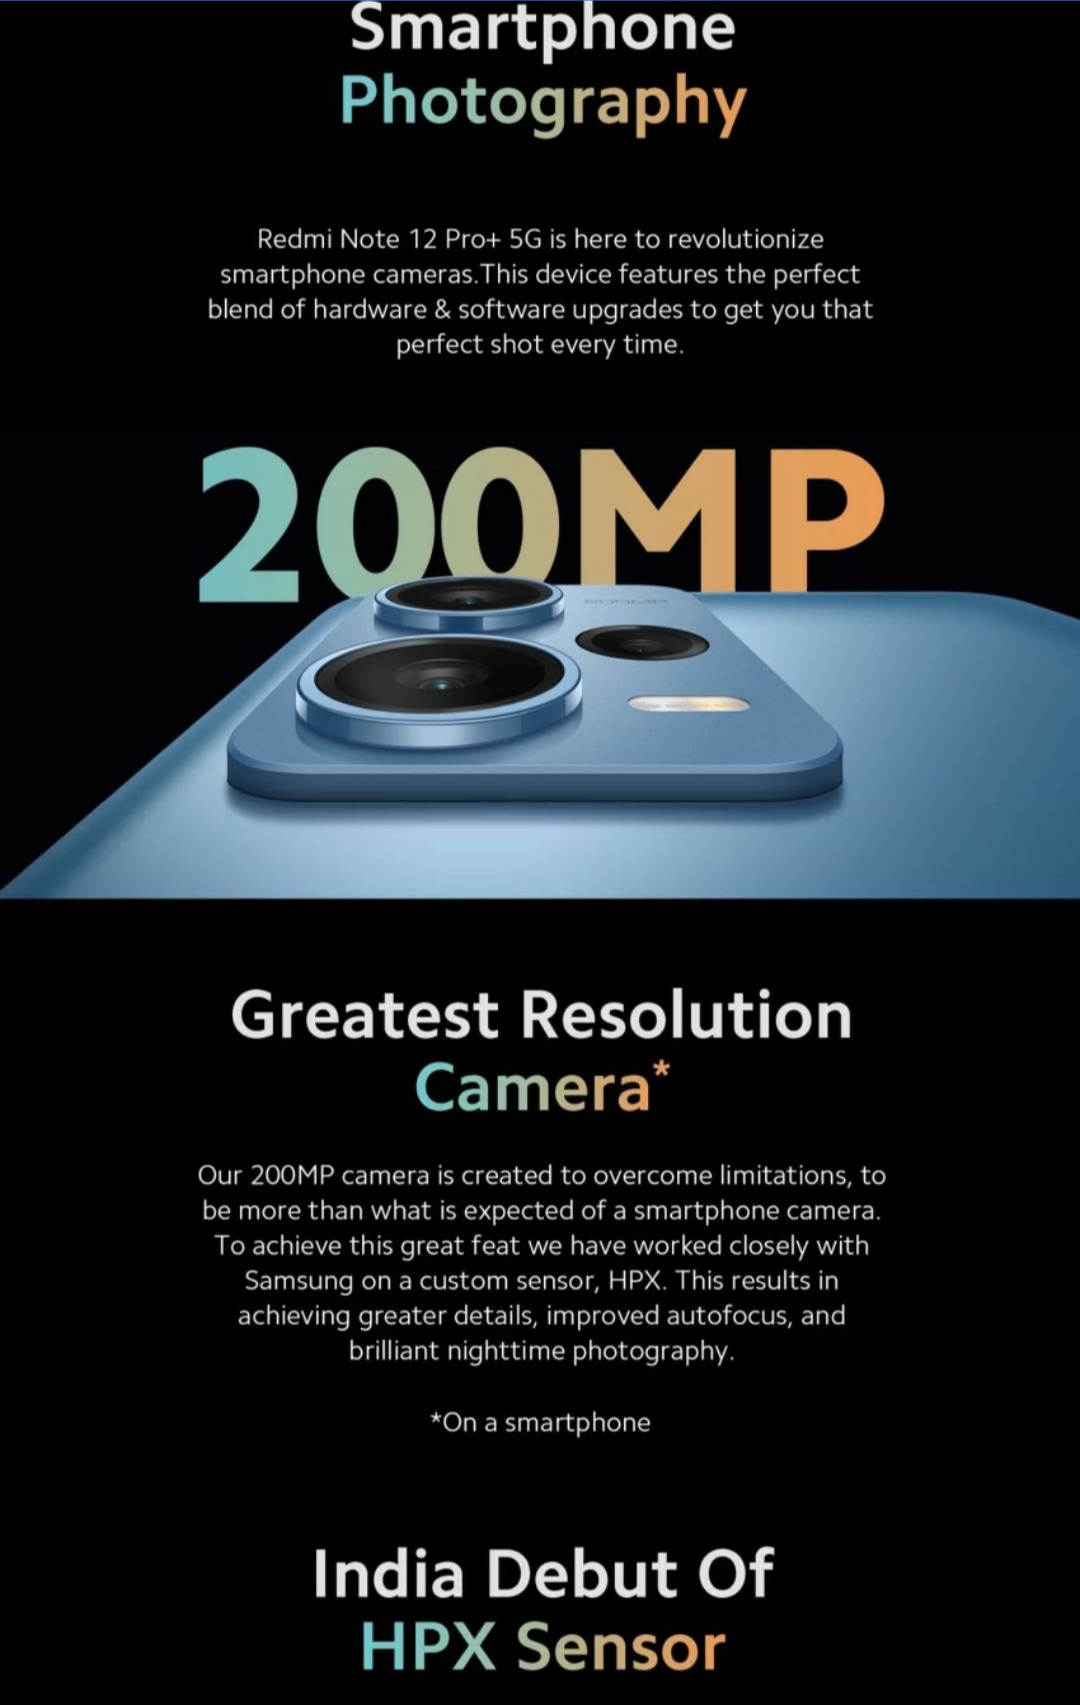 Smartphone
Photography
Redmi Note 12 Pro+ 5G is here to revolutionize
smartphone cameras.This device features the perfect
blend of hardware & software upgrades to get you that
perfect shot every time.
200MP
200MP
Greatest Resolution
Camera*
Our 200MP camera is created to overcome limitations, to
be more than what is expected of a smartphone camera.
To achieve this great feat we have worked closely with
Samsung on a custom sensor, HPX. This results in
achieving greater details, improved autofocus, and
brilliant nighttime photography.
*On a smartphone
India Debut Of
HPX Sensor